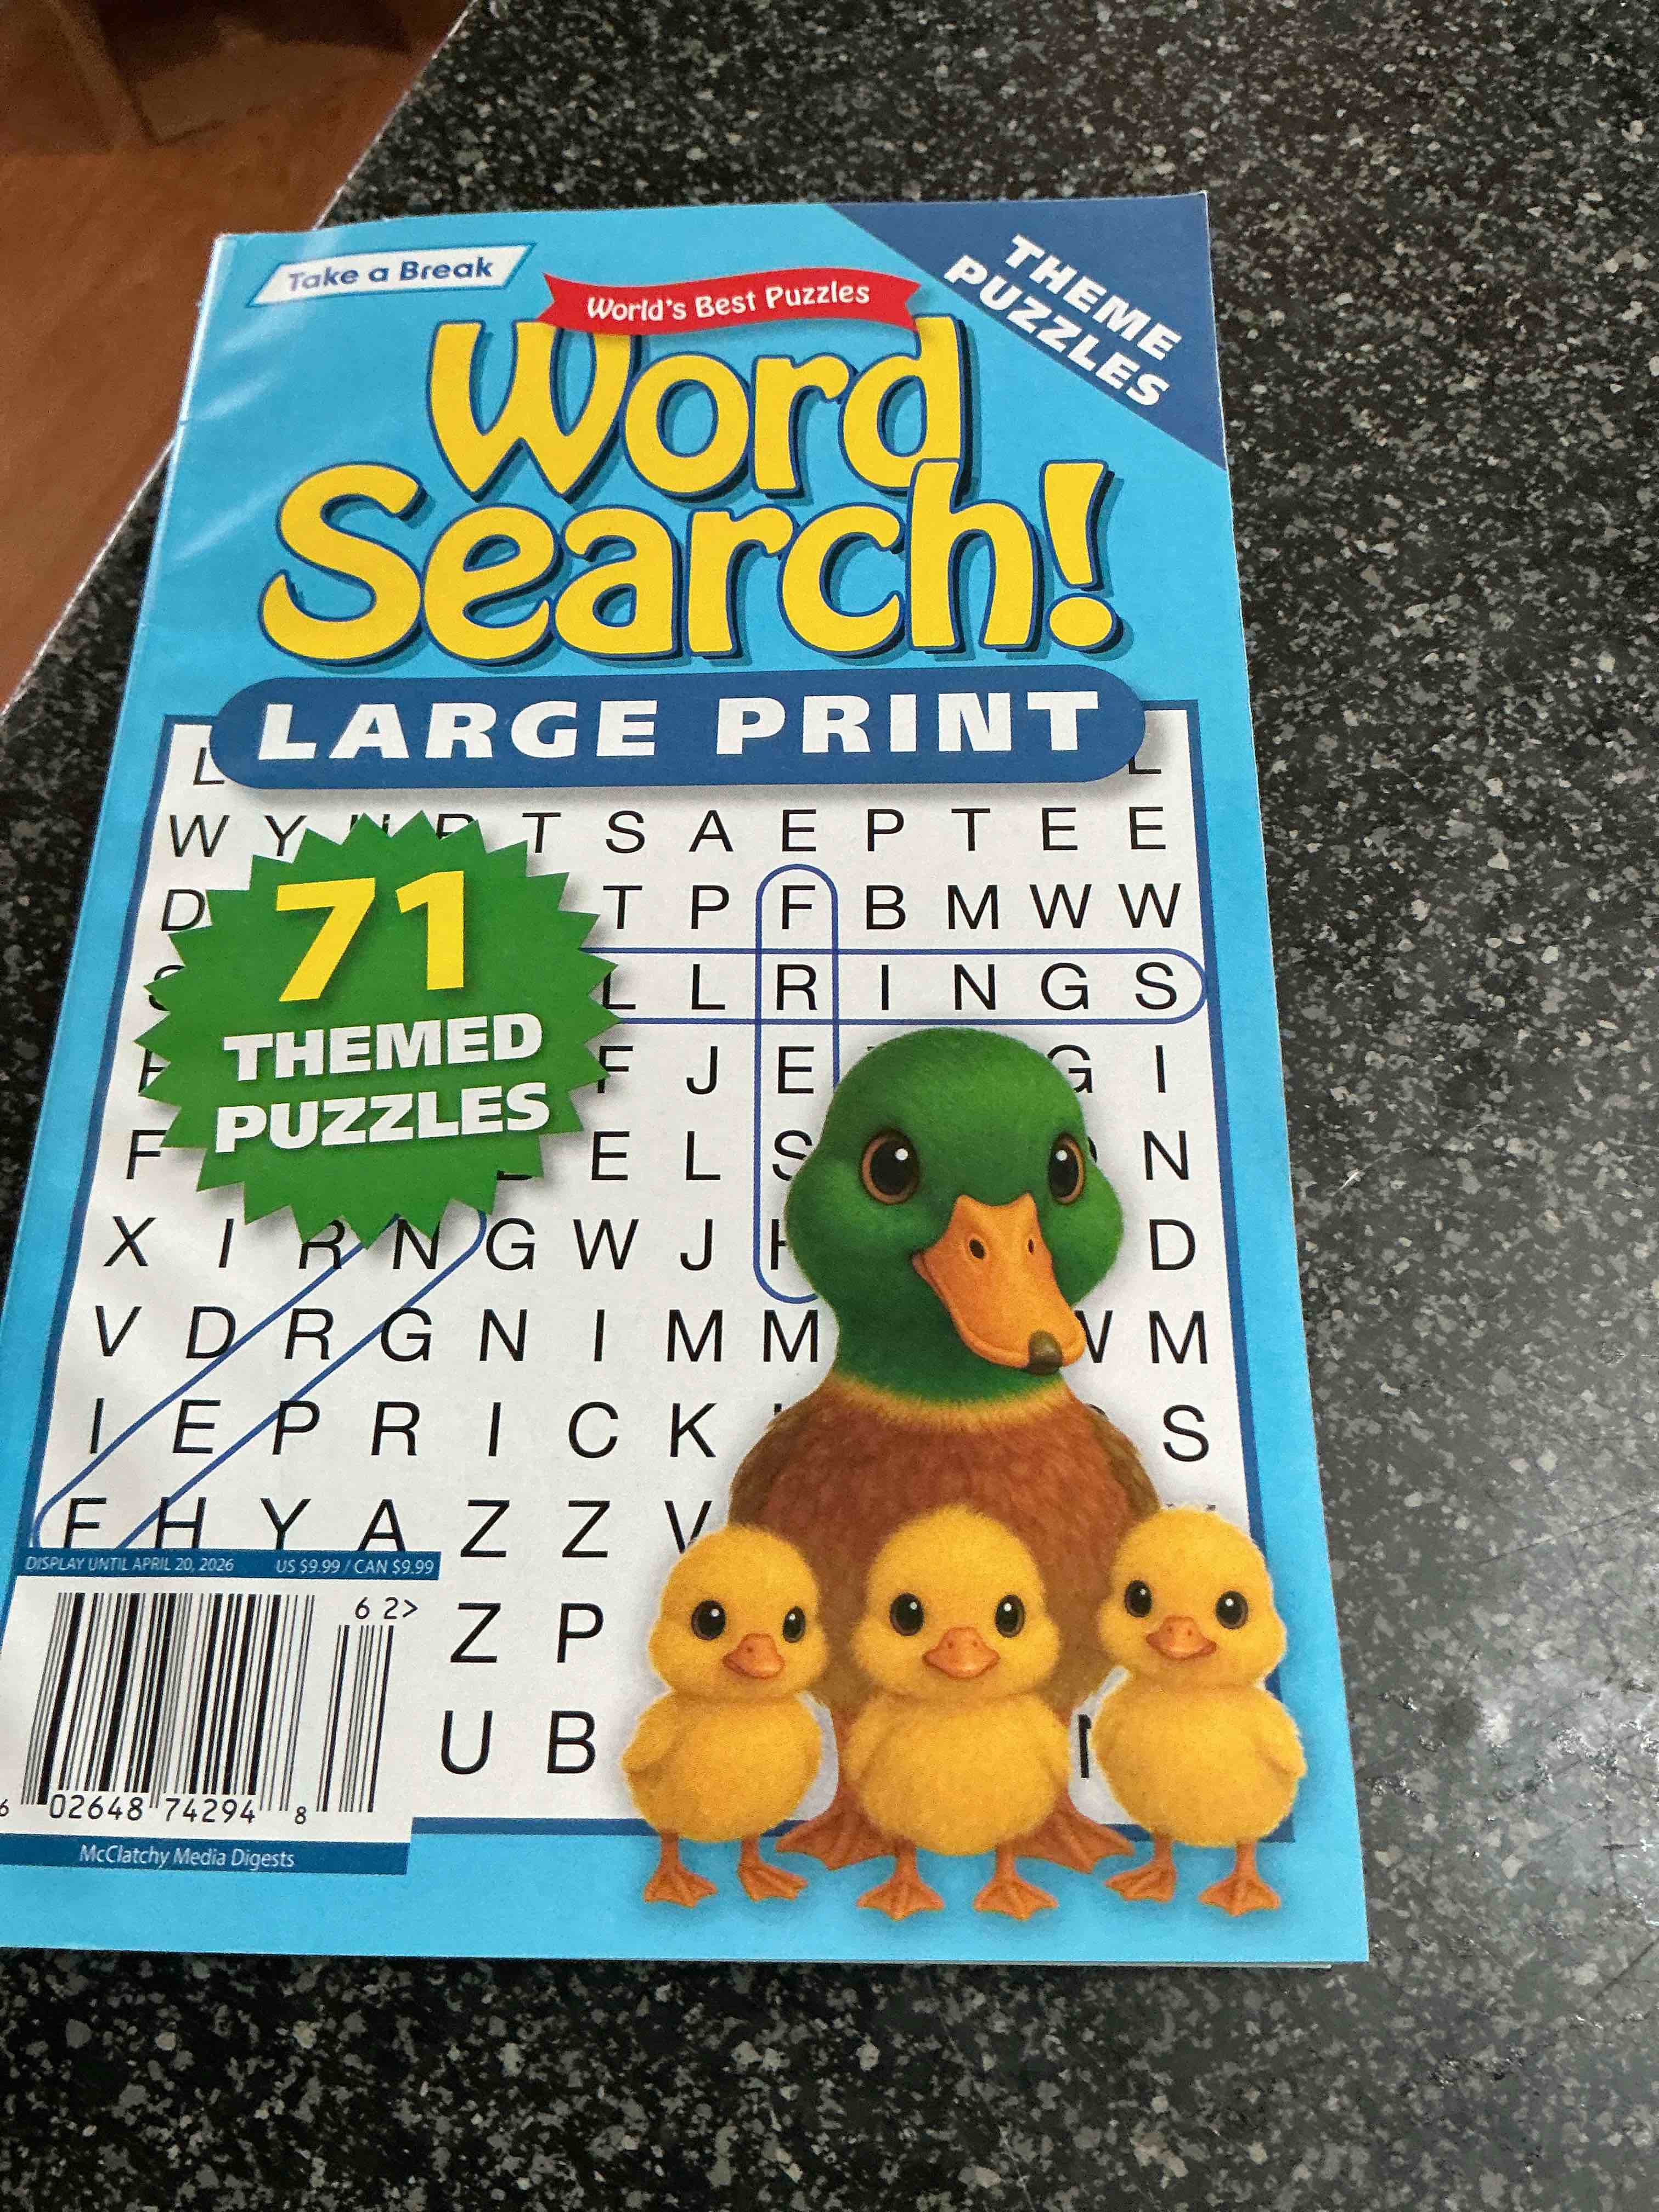 Take a Break
World's Best Puzzles
THEME
PUZZLES
Word
Search!
LARGE PRINT
L L
W Y T S A E P T E E
D T P F B M W W
L L R I N G S
F J E G I
F E L S N
X I R N G W J D
V D R G N I M M W M
I E P R I C K S
F H Y A Z Z V
Z P
U B
71
THEMED
PUZZLES
DISPLAY UNTIL APRIL 20, 2026 US $9.99 / CAN $9.99
6 2>
6 02648 74294 8
McClatchy Media Digests